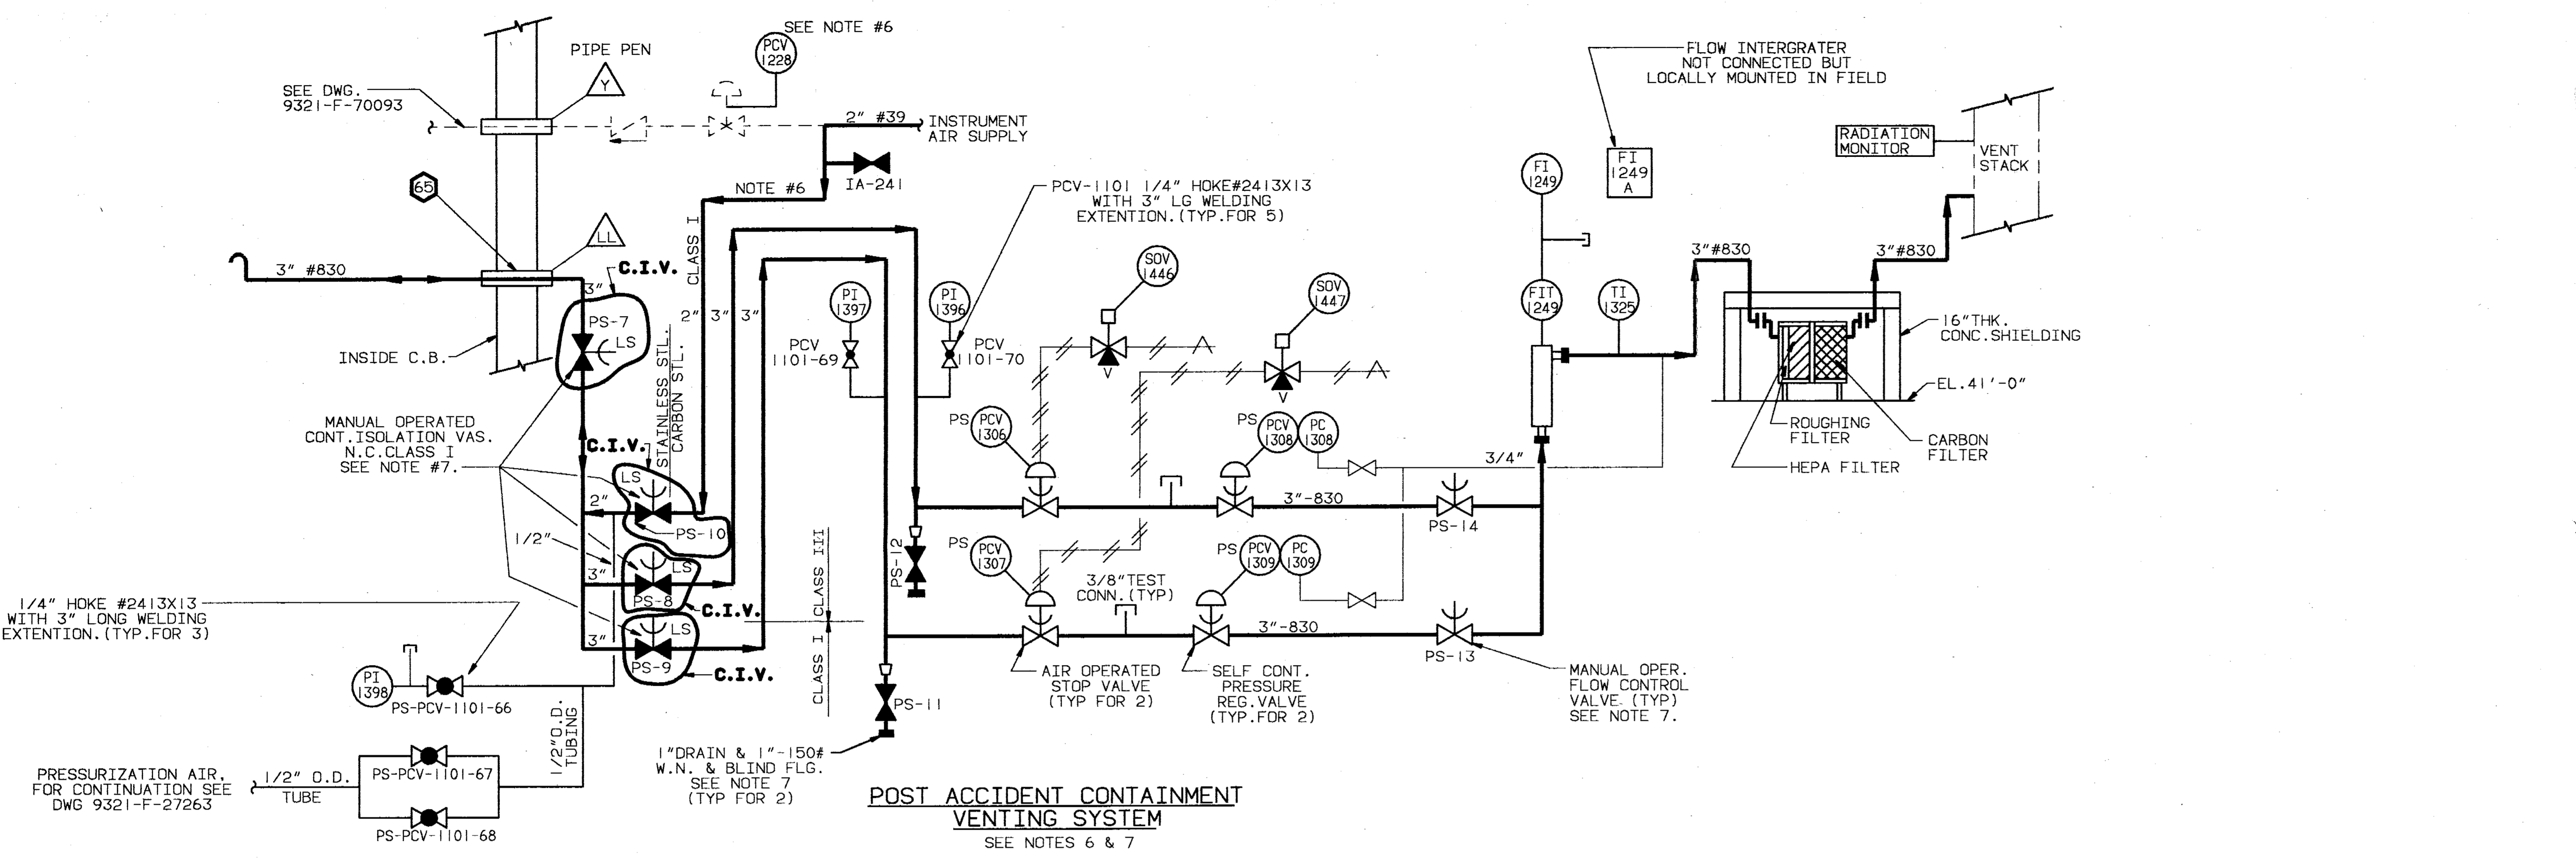 SEE NOTE #6
PCV
1228
PIPE PEN
Y
SEE DWG.
9321-F-70093
2" #39
INSTRUMENT
AIR SUPPLY
IA-241
NOTE #6
65
LL
3" #830
C.I.V.
3"
PS-7
LS
INSIDE C.B.
CLASS I
2"
3"
3"
STAINLESS STL.
CARBON STL.
PCV-1101 1/4" HOKE#2413X13
WITH 3" LG WELDING
EXTENTION.(TYP.FOR 5)
PI
1397
PI
1396
PCV
1101-69
PCV
1101-70
SOV
1446
SOV
1447
V
V
FLOW INTERGRATER
NOT CONNECTED BUT
LOCALLY MOUNTED IN FIELD
FI
1249
A
FI
1249
FIT
1249
TI
1325
RADIATION
MONITOR
VENT
STACK
3"#830
3"#830
16"THK.
CONC.SHIELDING
EL.41'-0"
ROUGHING
FILTER
CARBON
FILTER
HEPA FILTER
MANUAL OPERATED
CONT.ISOLATION VAS.
N.C.CLASS I
SEE NOTE #7.
C.I.V.
LS
2"
PS-10
1/2"
3"
LS
PS-8
C.I.V.
3"
LS
PS-9
C.I.V.
CLASS III
CLASS I
PS-12
PS-11
PS
PCV
1306
PS
PCV
1308
PC
1308
3/4"
3"-830
PS-14
PS
PCV
1307
PS
PCV
1309
PC
1309
3/8"TEST
CONN.(TYP)
3"-830
PS-13
AIR OPERATED
STOP VALVE
(TYP FOR 2)
SELF CONT.
PRESSURE
REG.VALVE
(TYP.FOR 2)
MANUAL OPER.
FLOW CONTROL
VALVE. (TYP)
SEE NOTE 7.
1/4" HOKE #2413X13
WITH 3" LONG WELDING
EXTENTION.(TYP.FOR 3)
PI
1398
PS-PCV-1101-66
1/2"O.D.
TUBING
PRESSURIZATION AIR,
FOR CONTINUATION SEE
DWG 9321-F-27263
1/2" O.D.
TUBE
PS-PCV-1101-67
PS-PCV-1101-68
1"DRAIN & 1"-150#
W.N. & BLIND FLG.
SEE NOTE 7
(TYP FOR 2)
POST ACCIDENT CONTAINMENT
VENTING SYSTEM
SEE NOTES 6 & 7